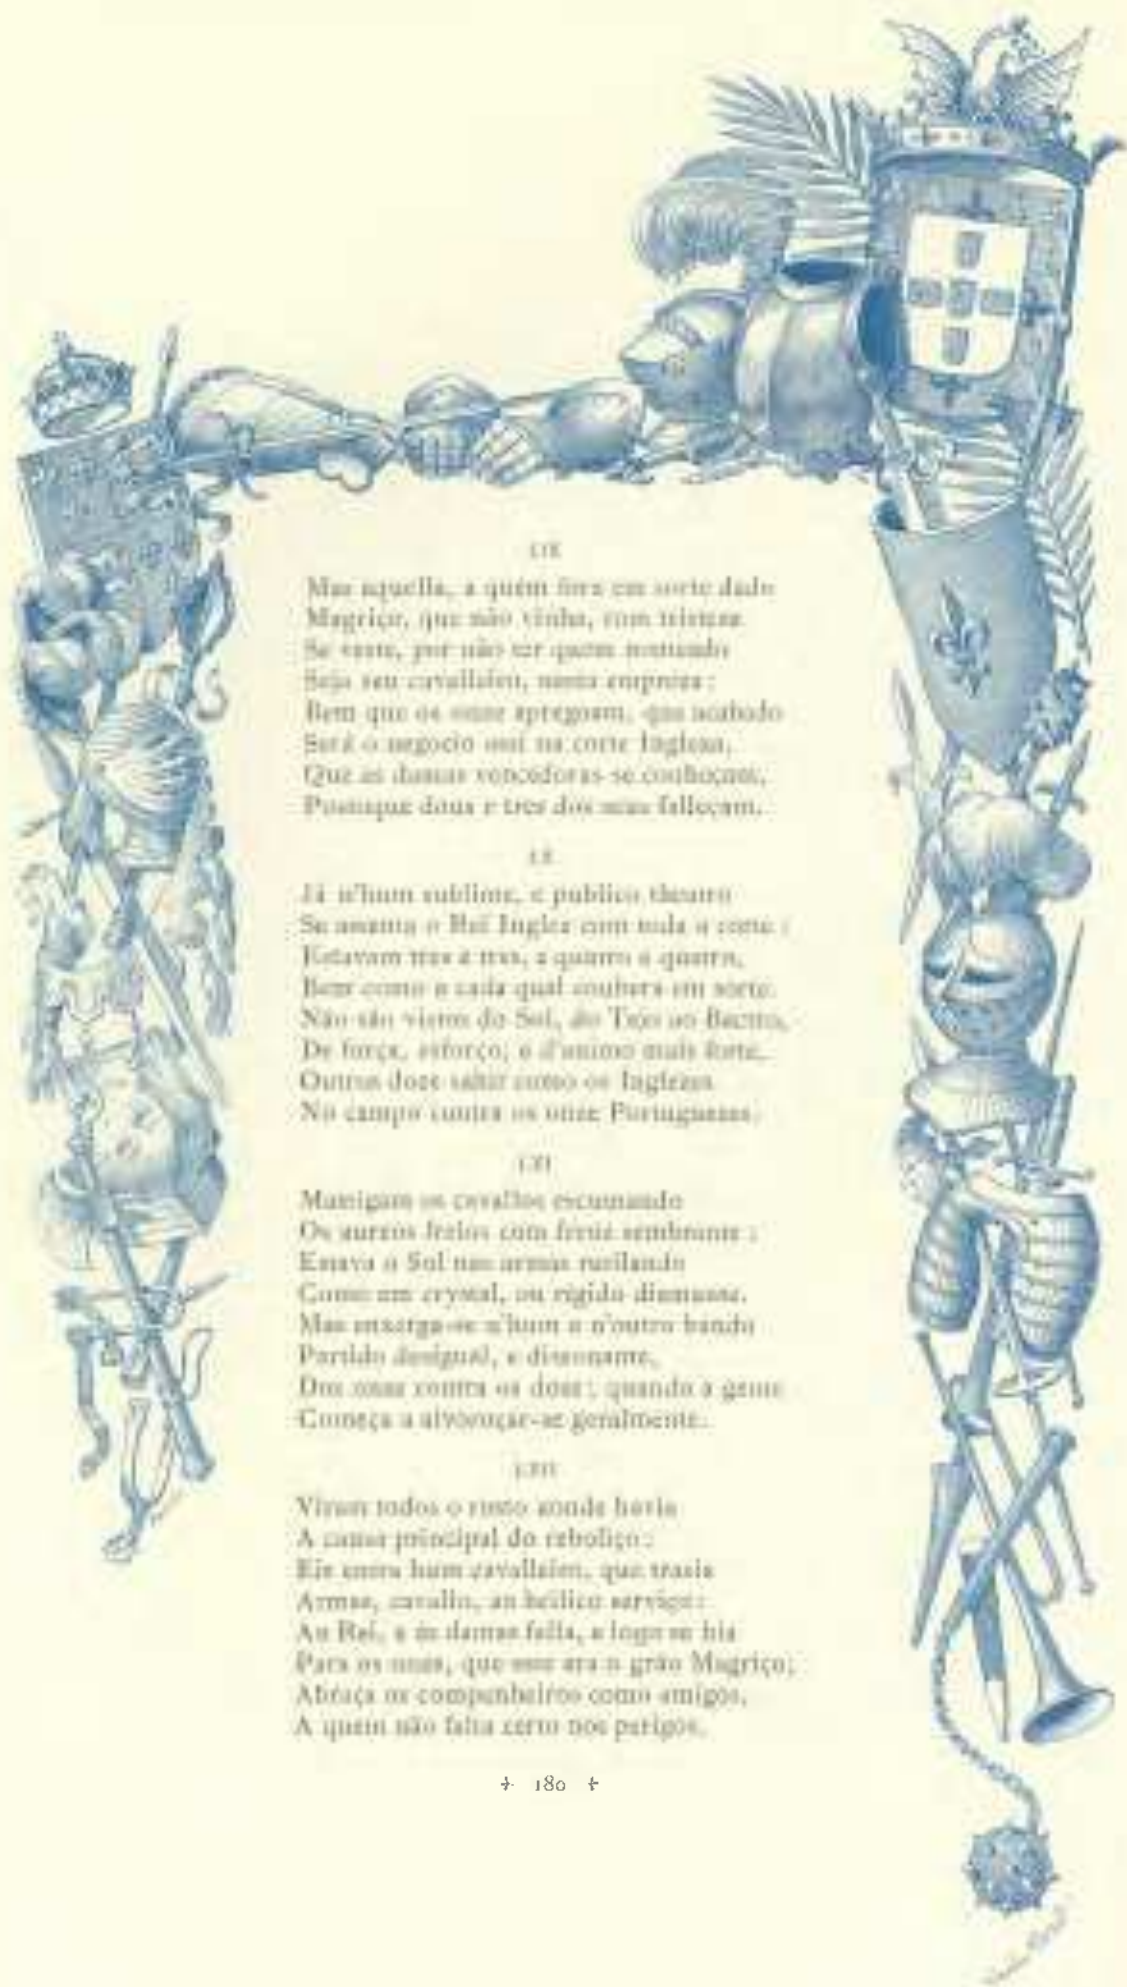 LIX
Mas aquella, a quem fora em sorte dado
Magriço, que não vinha, com tristeza
Se veste, por não ter quem nomeado
Seja seu cavalleiro, nesta empreza:
Bem que os onze apregoam, que acabado
Será o negocio assi na corte Ingleza,
Que as damas vencedoras se conheçam,
Postoque dous e tres dos seus falleçam.
LX
Já n'hum sublime, e publico theatro
Se assenta o Rei Inglez com toda a corte:
Estavam tres e tres, e quatro e quatro,
Bem como a cada qual coubera em sorte.
Não são vistos do Sol, do Tejo ao Bactro,
De força, esforço, e d'animo mais forte,
Outros doze sahir como os Inglezes
No campo contra os onze Portuguezes.
LXI
Mastigam os cavallos escumando
Os aureos freios com feroz sembrante:
Estava o Sol nas armas rutilando
Como em crystal, ou rigido diamante.
Mas enxerga-se n'hum e n'outro bando
Partido desigual, e dissonante,
Dos onze contra os doze; quando a gente
Começa a alvoroçar-se geralmente.
LXII
Viram todos o rosto aonde havia
A causa principal do reboliço:
Eis entra hum cavalleiro, que trazia
Armas, cavallo, ao bellico serviço:
Ao Rei, e ás damas falla, e logo se hia
Para os onze, que este era o grão Magriço;
Abraça os companheiros como amigos,
A quem não falta certo nos perigos.
180